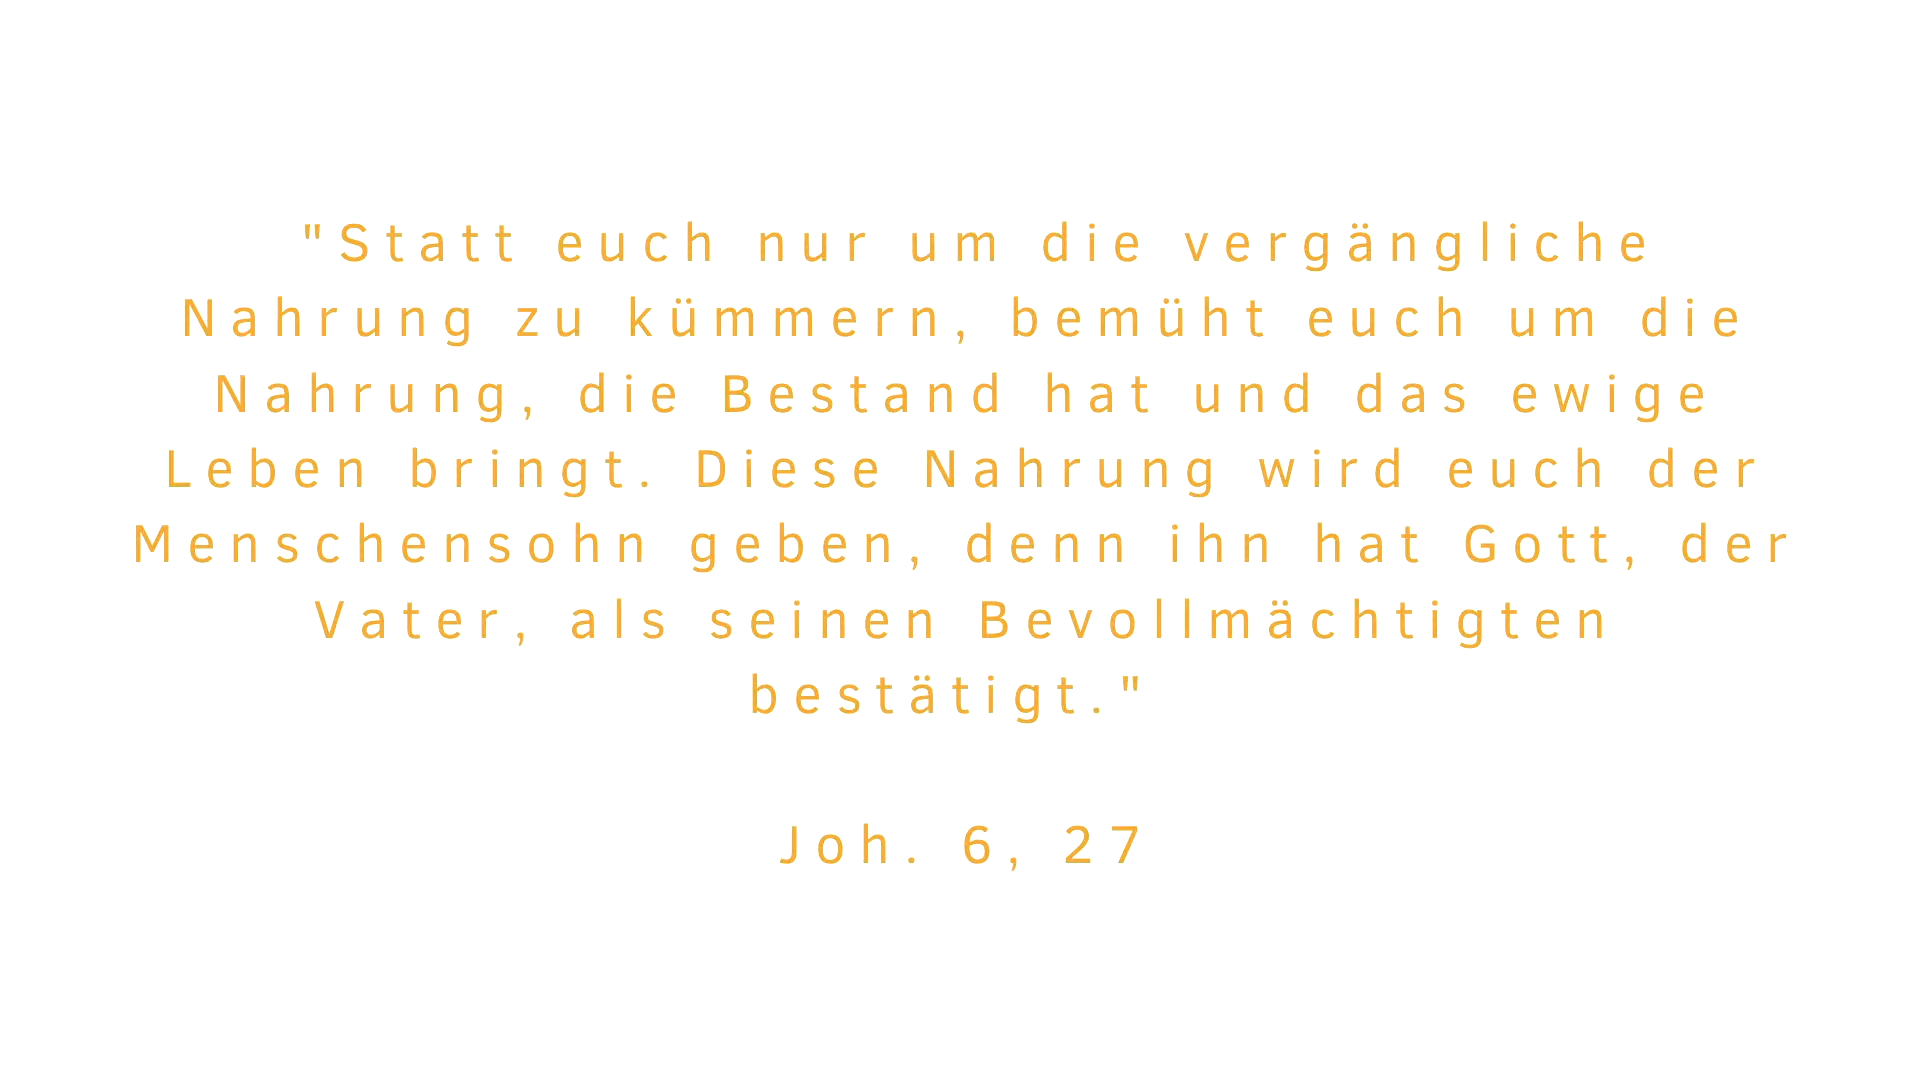 "Statt euch nur um die vergängliche
Nahrung zu kümmern, bemüht euch um die
Nahrung, die Bestand hat und das ewige
Leben bringt. Diese Nahrung wird euch der
Menschensohn geben, denn ihn hat Gott, der
Vater, als seinen Bevollmächtigten
bestätigt."
Joh. 6, 27